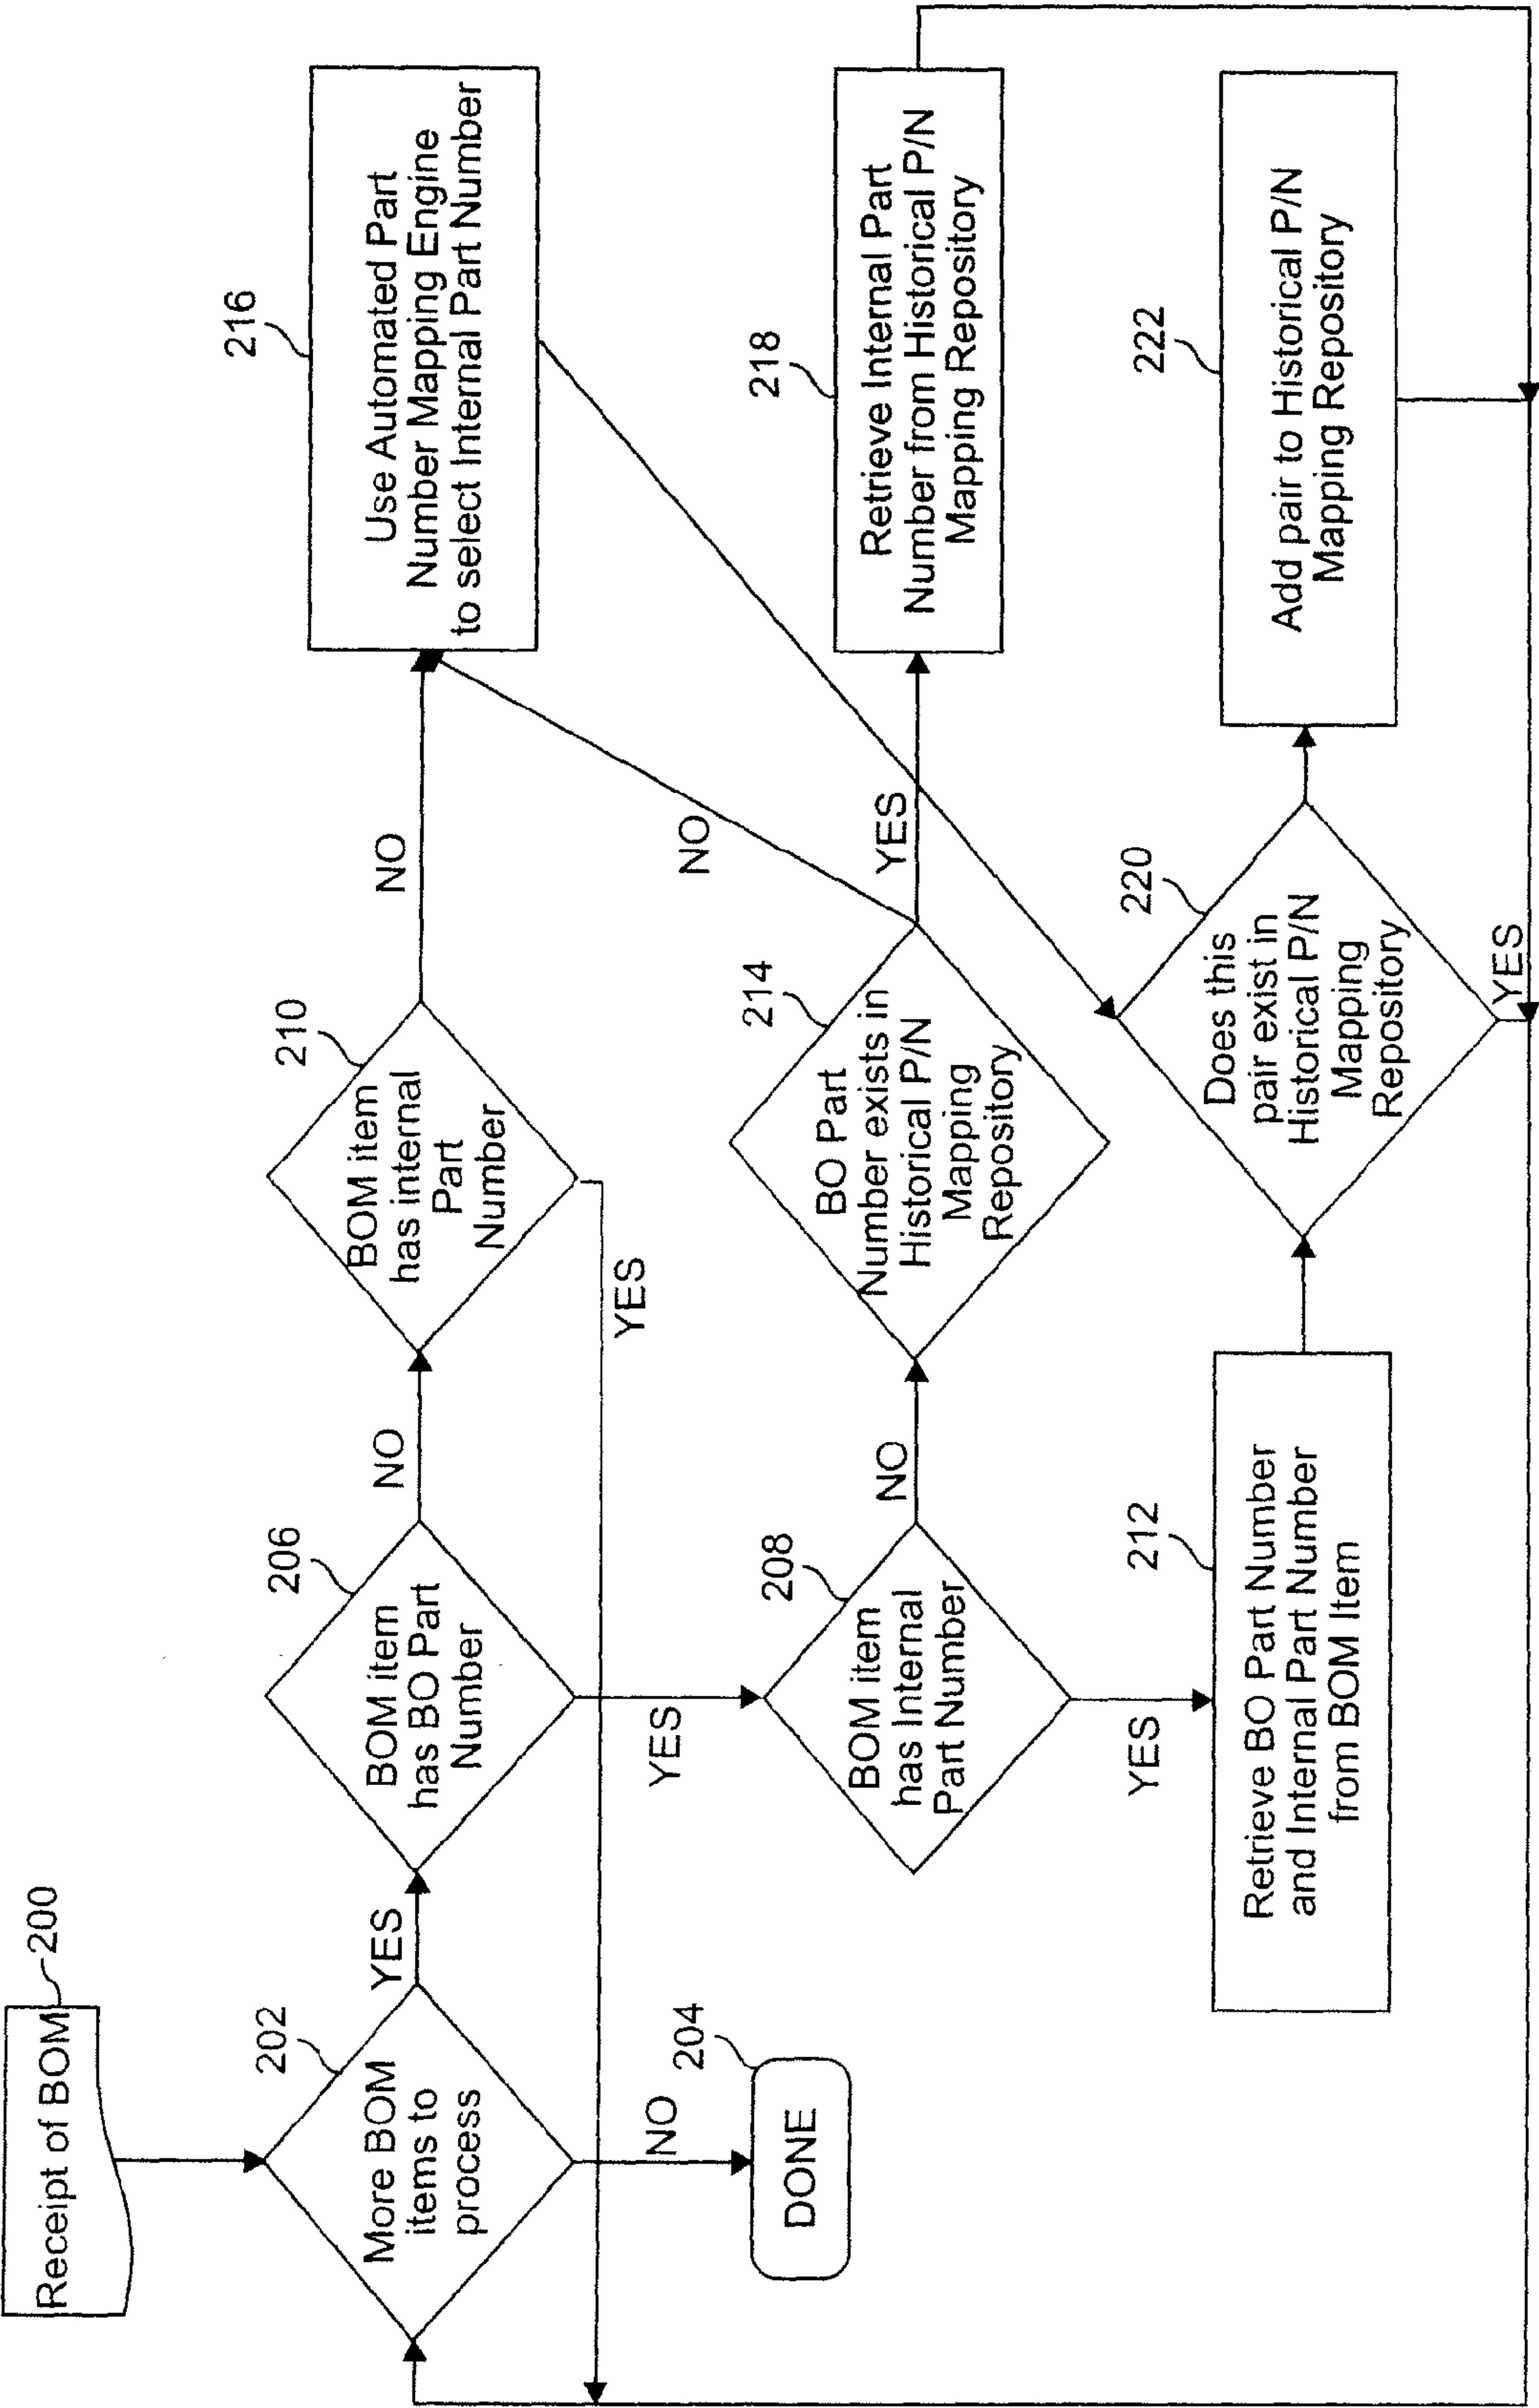 Receipt of BOM
200
202
More BOM
items to
process
YES
NO
204
DONE
206
BOM item
has BO Part
Number
NO
YES
210
BOM item
has internal
Part
Number
NO
YES
216
Use Automated Part
Number Mapping Engine
to select Internal Part Number
208
BOM item
has Internal
Part Number
NO
YES
214
BO Part
Number exists in
Historical P/N
Mapping
Repository
NO
YES
218
Retrieve Internal Part
Number from Historical P/N
Mapping Repository
212
Retrieve BO Part Number
and Internal Part Number
from BOM Item
220
Does this
pair exist in
Historical P/N
Mapping
Repository
YES
222
Add pair to Historical P/N
Mapping Repository